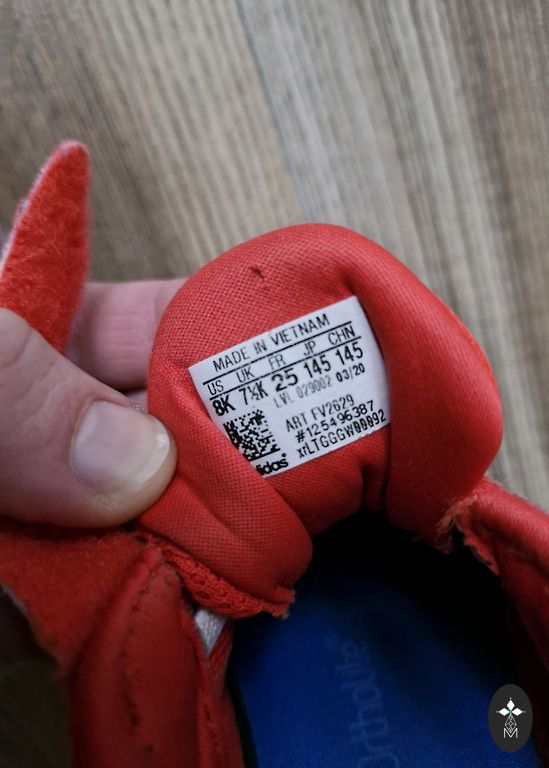 MADE IN VIETNAM
US UK FR JP CHN
8K 7½K 25 145 145
LVL 029002 03/20
ART FV2629
#125496387
xrLTGGGW00092
adidas
Ortholite
M